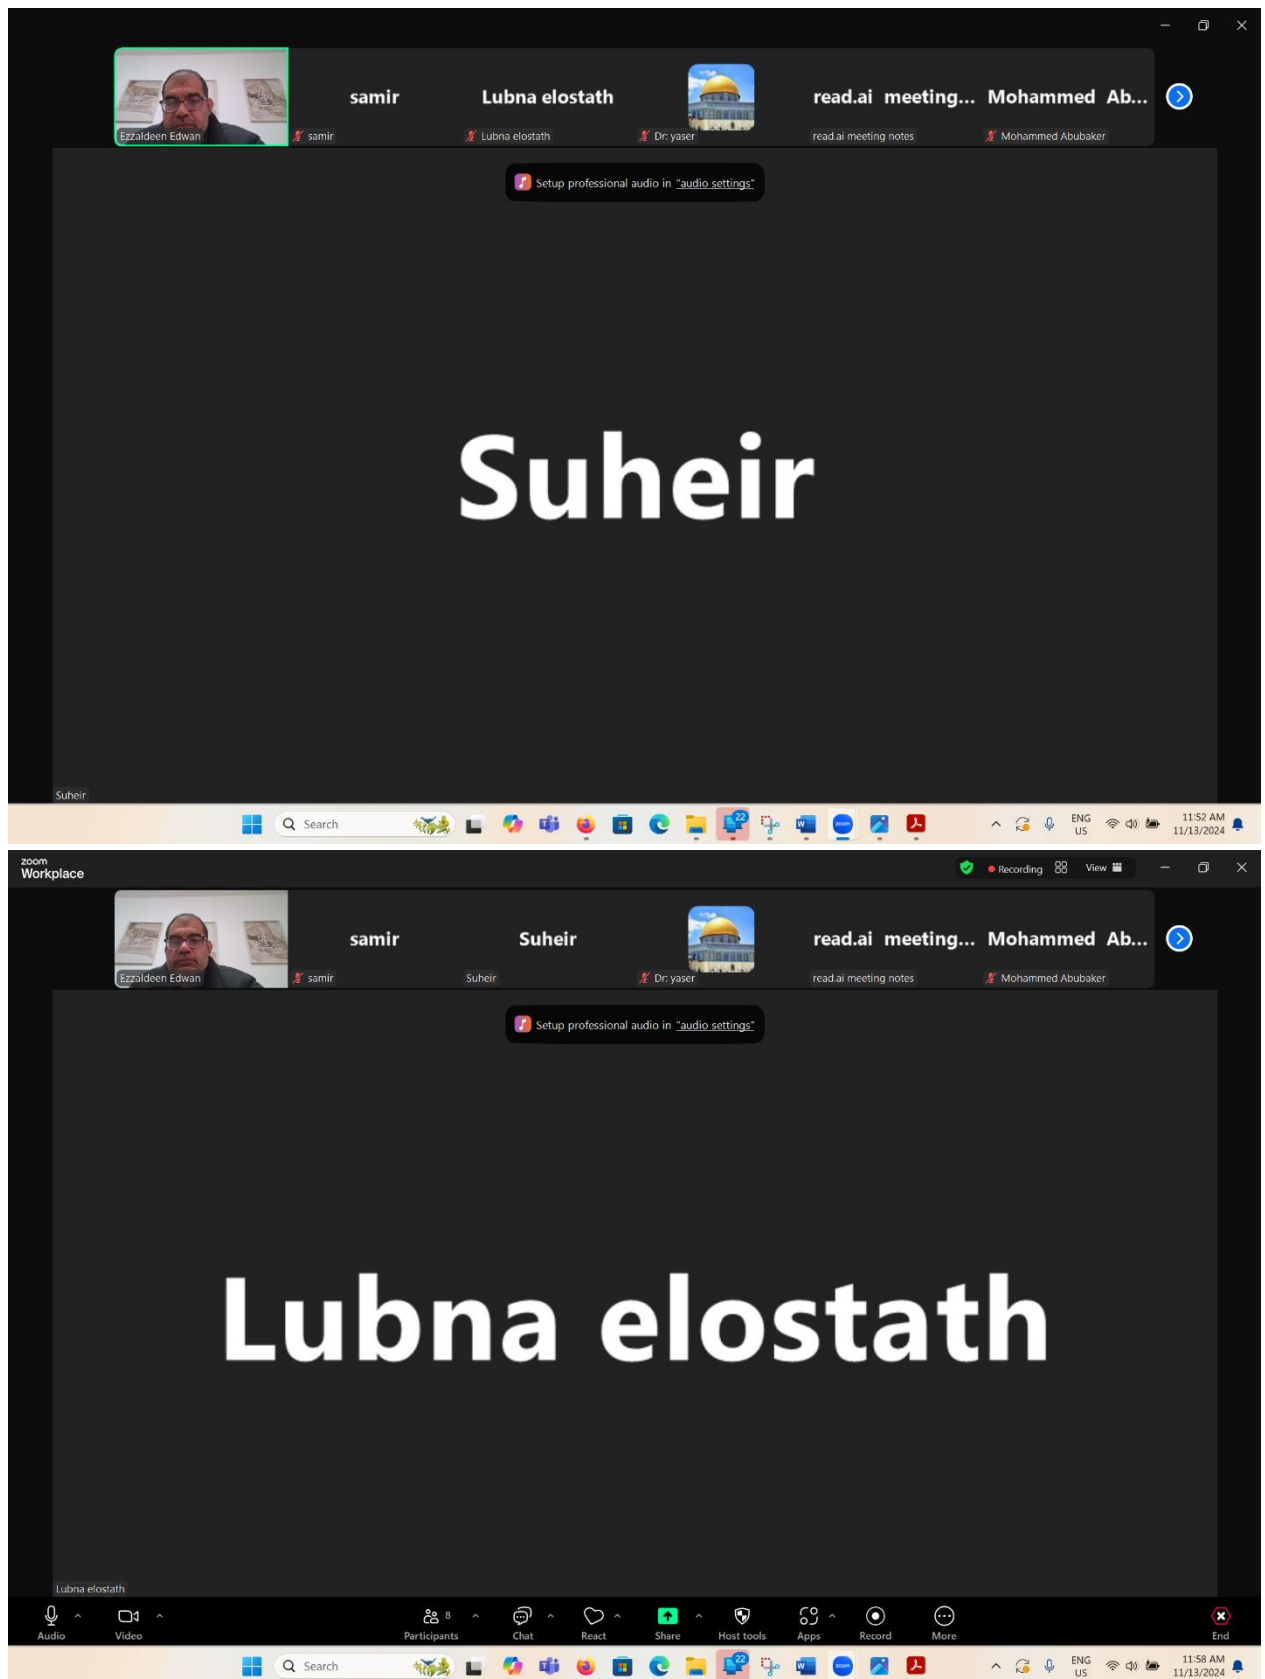 samir
Lubna elostath
read.ai meeting...
Mohammed Ab...
Ezzaldeen Edwan
samir
Lubna elostath
Dr: yaser
read.ai meeting notes
Mohammed Abubaker
Setup professional audio in "audio settings"
Suheir
Suheir
Search
22
zoom
ENG
US
11:52 AM
11/13/2024
zoom
Workplace
Recording
View
samir
Suheir
read.ai meeting...
Mohammed Ab...
Ezzaldeen Edwan
samir
Suheir
Dr: yaser
read.ai meeting notes
Mohammed Abubaker
Setup professional audio in "audio settings"
Lubna elostath
Lubna elostath
8
Audio
Video
Participants
Chat
React
Share
Host tools
Apps
Record
More
End
Search
22
zoom
ENG
US
11:58 AM
11/13/2024